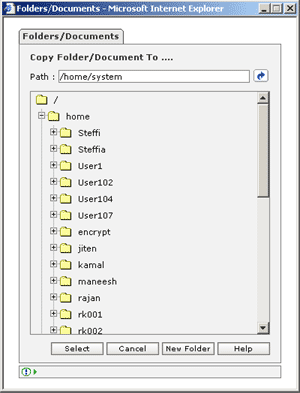 Folders/Documents - Microsoft Internet Explorer
Folders/Documents
Copy Folder/Document To ....
Path : /home/system
/
home
Steffi
Steffia
User1
User102
User104
User107
encrypt
jiten
kamal
maneesh
rajan
rk001
rk002
Select Cancel New Folder Help